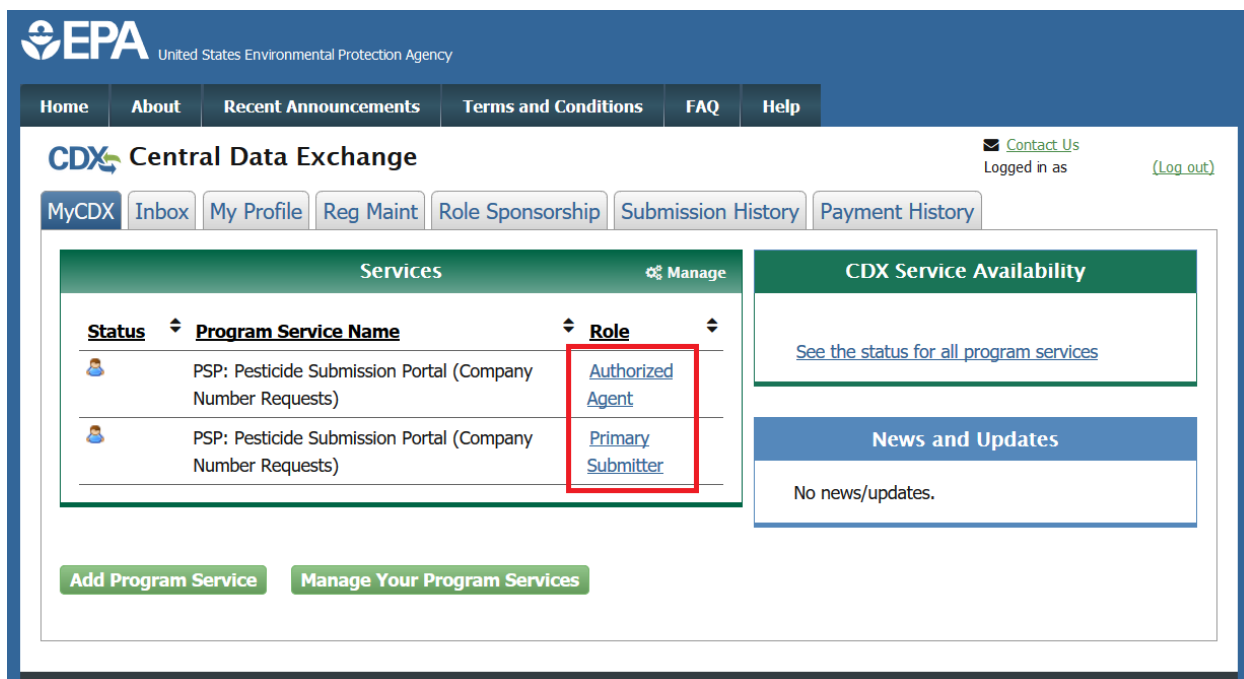 EPA United States Environmental Protection Agency
Home About Recent Announcements Terms and Conditions FAQ Help
CDX Central Data Exchange
Contact Us
Logged in as (Log out)
MyCDX Inbox My Profile Reg Maint Role Sponsorship Submission History Payment History
Services Manage
Status Program Service Name Role
PSP: Pesticide Submission Portal (Company
Number Requests)
Authorized
Agent
PSP: Pesticide Submission Portal (Company
Number Requests)
Primary
Submitter
CDX Service Availability
See the status for all program services
News and Updates
No news/updates.
Add Program Service Manage Your Program Services